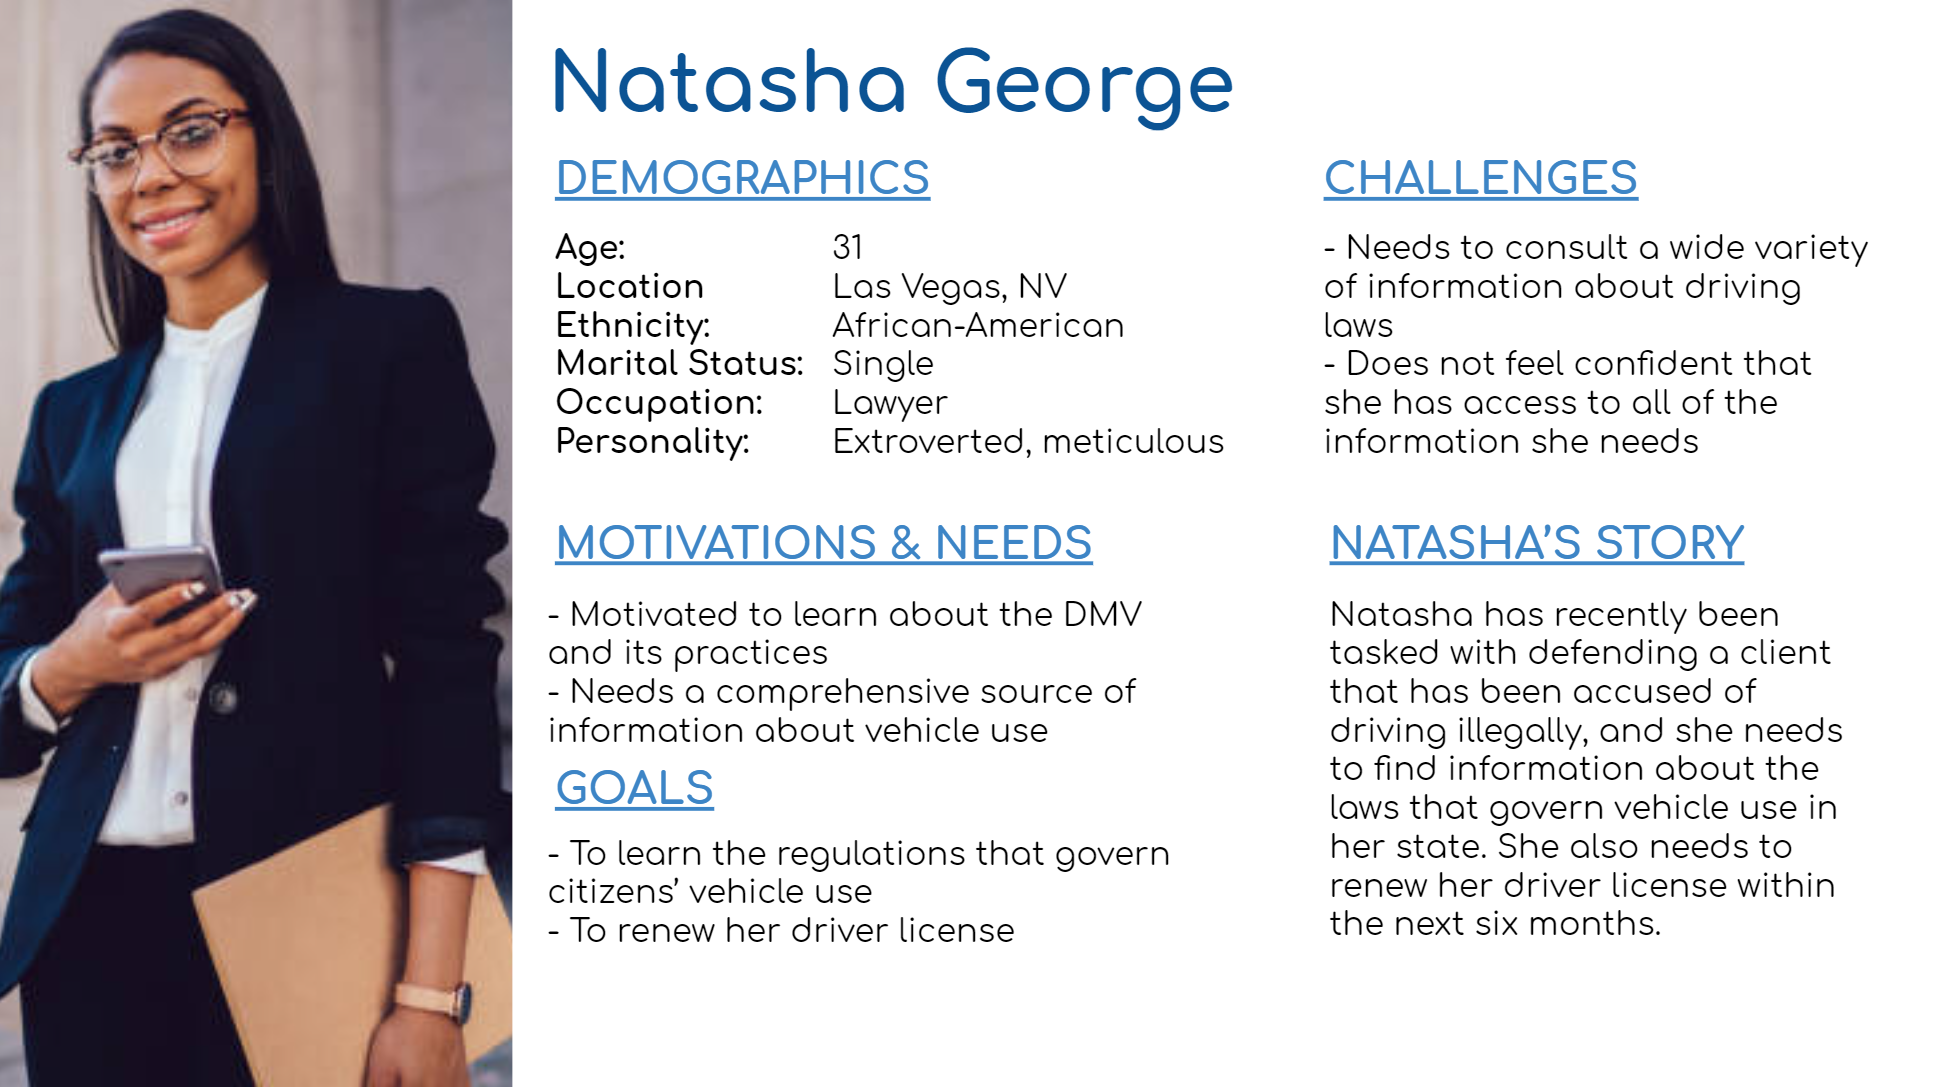 Natasha George
DEMOGRAPHICS
Age: 31
Location Las Vegas, NV
Ethnicity: African-American
Marital Status: Single
Occupation: Lawyer
Personality: Extroverted, meticulous
CHALLENGES
- Needs to consult a wide variety
of information about driving
laws
- Does not feel confident that
she has access to all of the
information she needs
MOTIVATIONS & NEEDS
- Motivated to learn about the DMV
and its practices
- Needs a comprehensive source of
information about vehicle use
GOALS
- To learn the regulations that govern
citizens’ vehicle use
- To renew her driver license
NATASHA’S STORY
Natasha has recently been
tasked with defending a client
that has been accused of
driving illegally, and she needs
to find information about the
laws that govern vehicle use in
her state. She also needs to
renew her driver license within
the next six months.